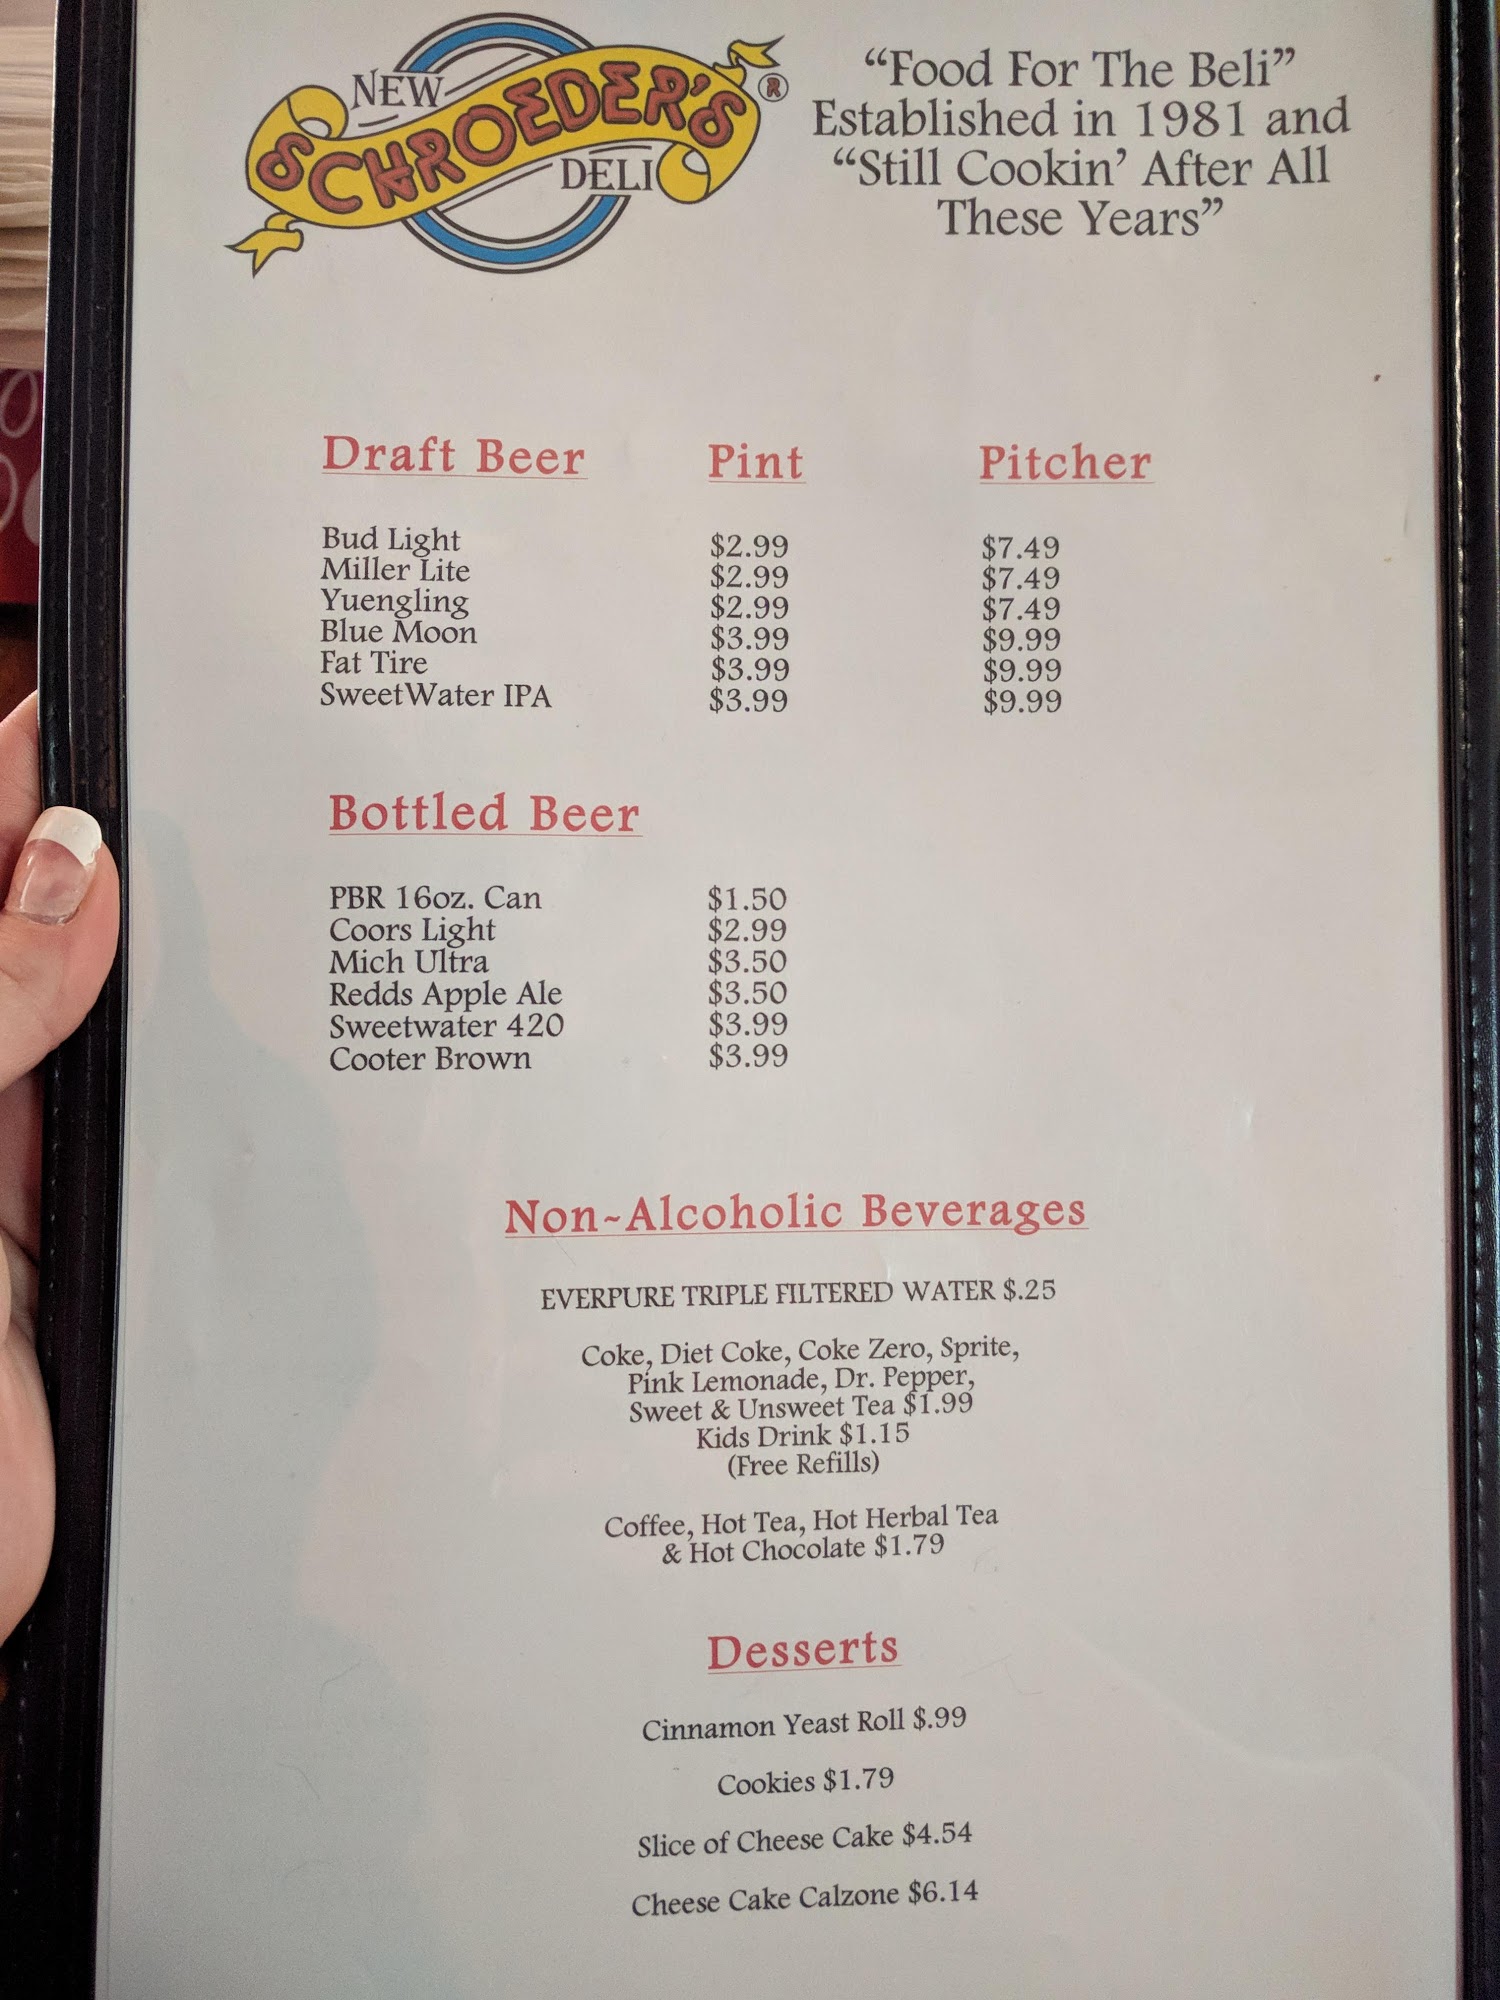 NEW
SCHROEDER'S ®
DELI
“Food For The Beli”
Established in 1981 and
“Still Cookin’ After All
These Years”
Draft Beer Pint Pitcher
Bud Light $2.99 $7.49
Miller Lite $2.99 $7.49
Yuengling $2.99 $7.49
Blue Moon $3.99 $9.99
Fat Tire $3.99 $9.99
SweetWater IPA $3.99 $9.99
Bottled Beer
PBR 16oz. Can $1.50
Coors Light $2.99
Mich Ultra $3.50
Redds Apple Ale $3.50
Sweetwater 420 $3.99
Cooter Brown $3.99
Non-Alcoholic Beverages
EVERPURE TRIPLE FILTERED WATER $.25
Coke, Diet Coke, Coke Zero, Sprite,
Pink Lemonade, Dr. Pepper,
Sweet & Unsweet Tea $1.99
Kids Drink $1.15
(Free Refills)
Coffee, Hot Tea, Hot Herbal Tea
& Hot Chocolate $1.79
Desserts
Cinnamon Yeast Roll $.99
Cookies $1.79
Slice of Cheese Cake $4.54
Cheese Cake Calzone $6.14